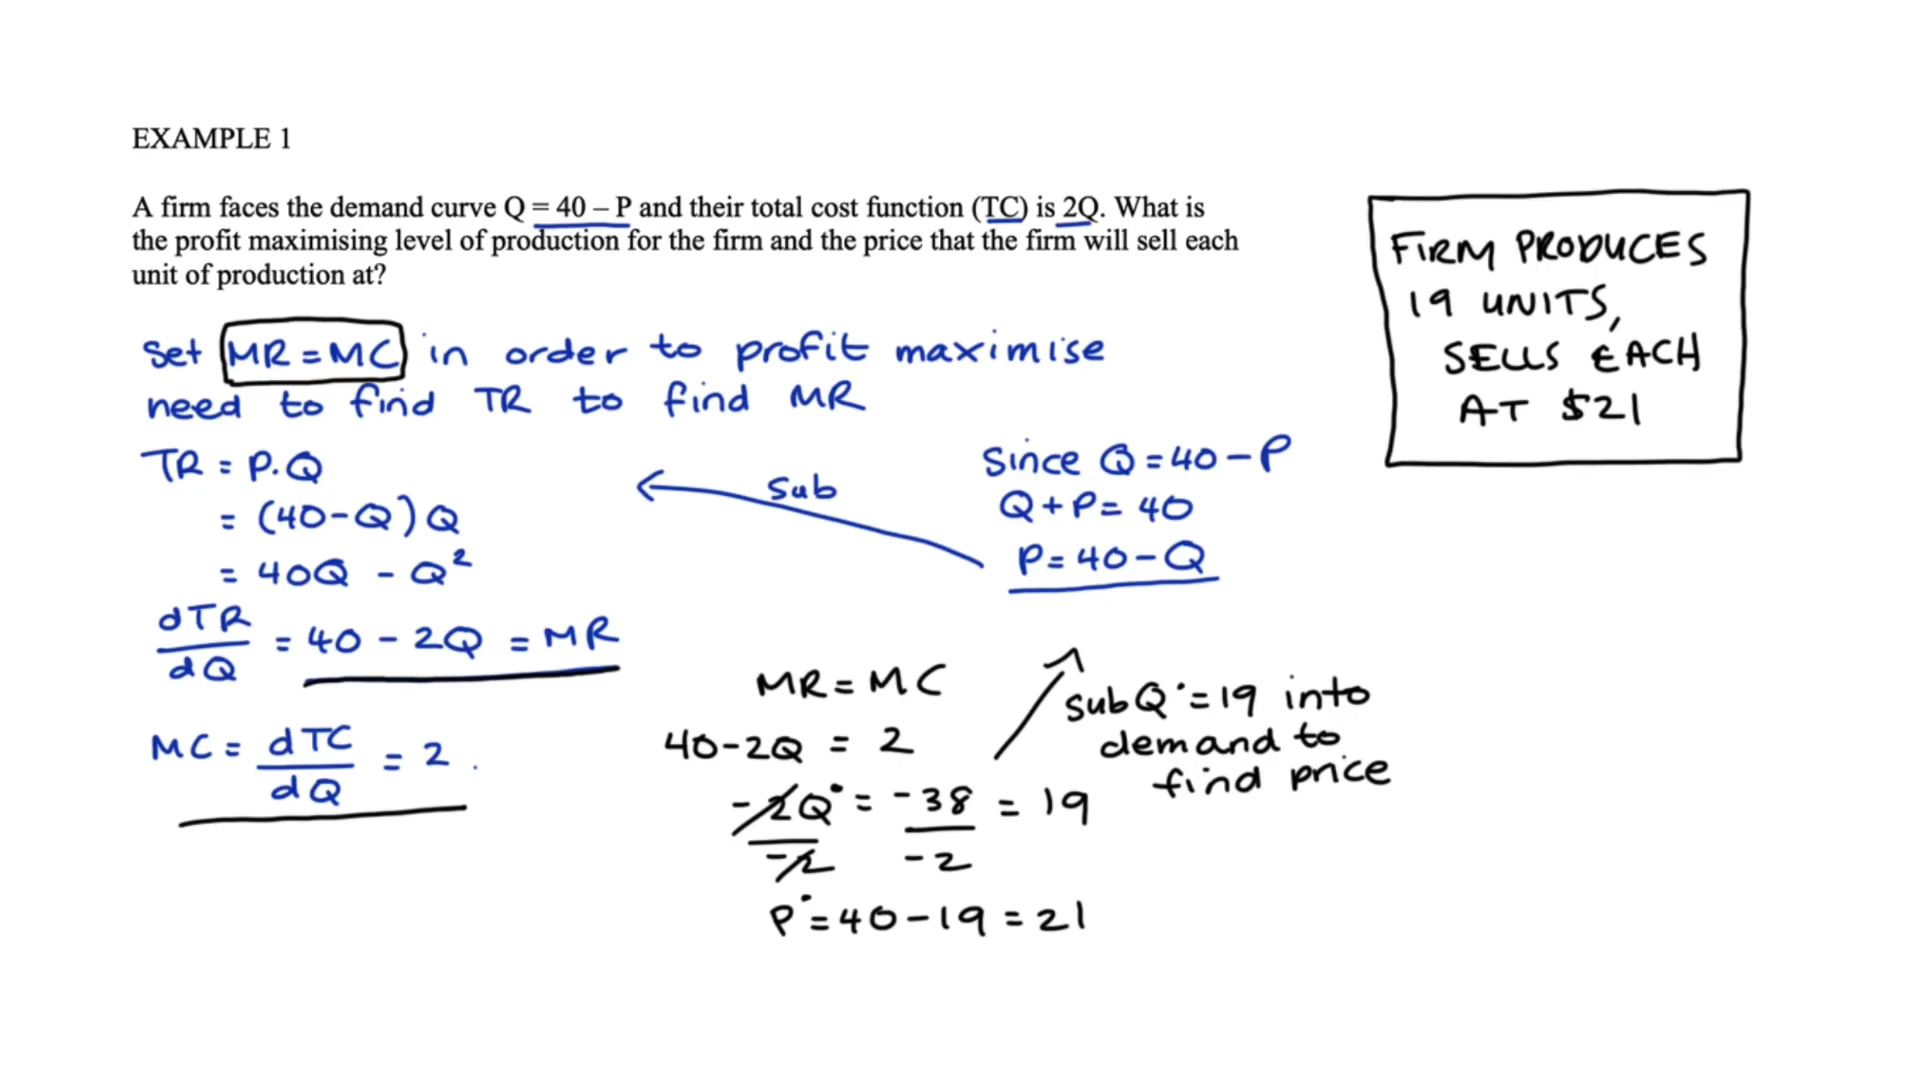 EXAMPLE 1
A firm faces the demand curve Q = 40 – P and their total cost function (TC) is 2Q. What is
the profit maximising level of production for the firm and the price that the firm will sell each
unit of production at?
set MR = MC in order to profit maximise
need to find TR to find MR
TR = P.Q
= (40-Q) Q
= 40Q - Q²
dTR
dQ
= 40 - 2Q = MR
MC = dTC
dQ
= 2
Since Q = 40 - P
Q + P = 40
P = 40 - Q
sub
MR = MC
40 - 2Q = 2
-2Q* = -38 = 19
-2 -2
P* = 40 - 19 = 21
sub Q* = 19 into
demand to
find price
FIRM PRODUCES
19 UNITS,
SELLS EACH
AT $21